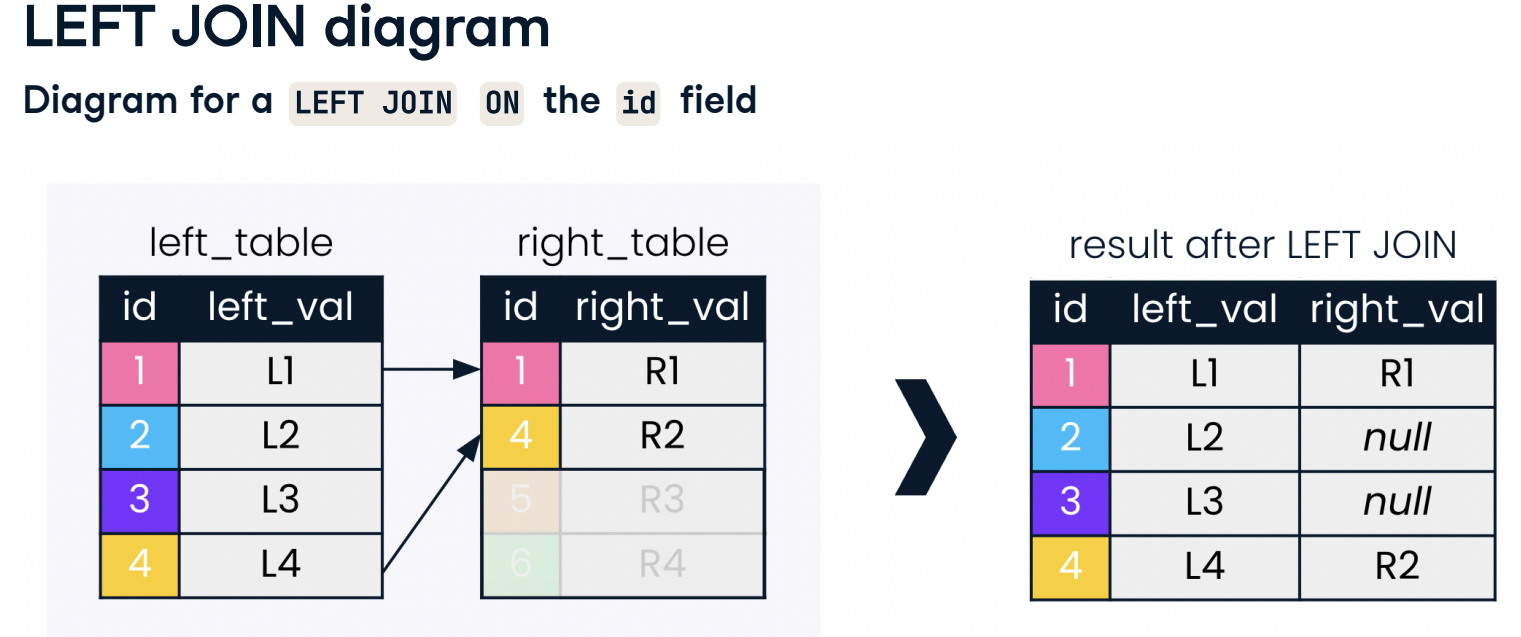 LEFT JOIN diagram
Diagram for a LEFT JOIN ON the id field
left_table
id left_val
1 L1
2 L2
3 L3
4 L4
right_table
id right_val
1 R1
4 R2
5 R3
6 R4
result after LEFT JOIN
id left_val right_val
1 L1 R1
2 L2 null
3 L3 null
4 L4 R2